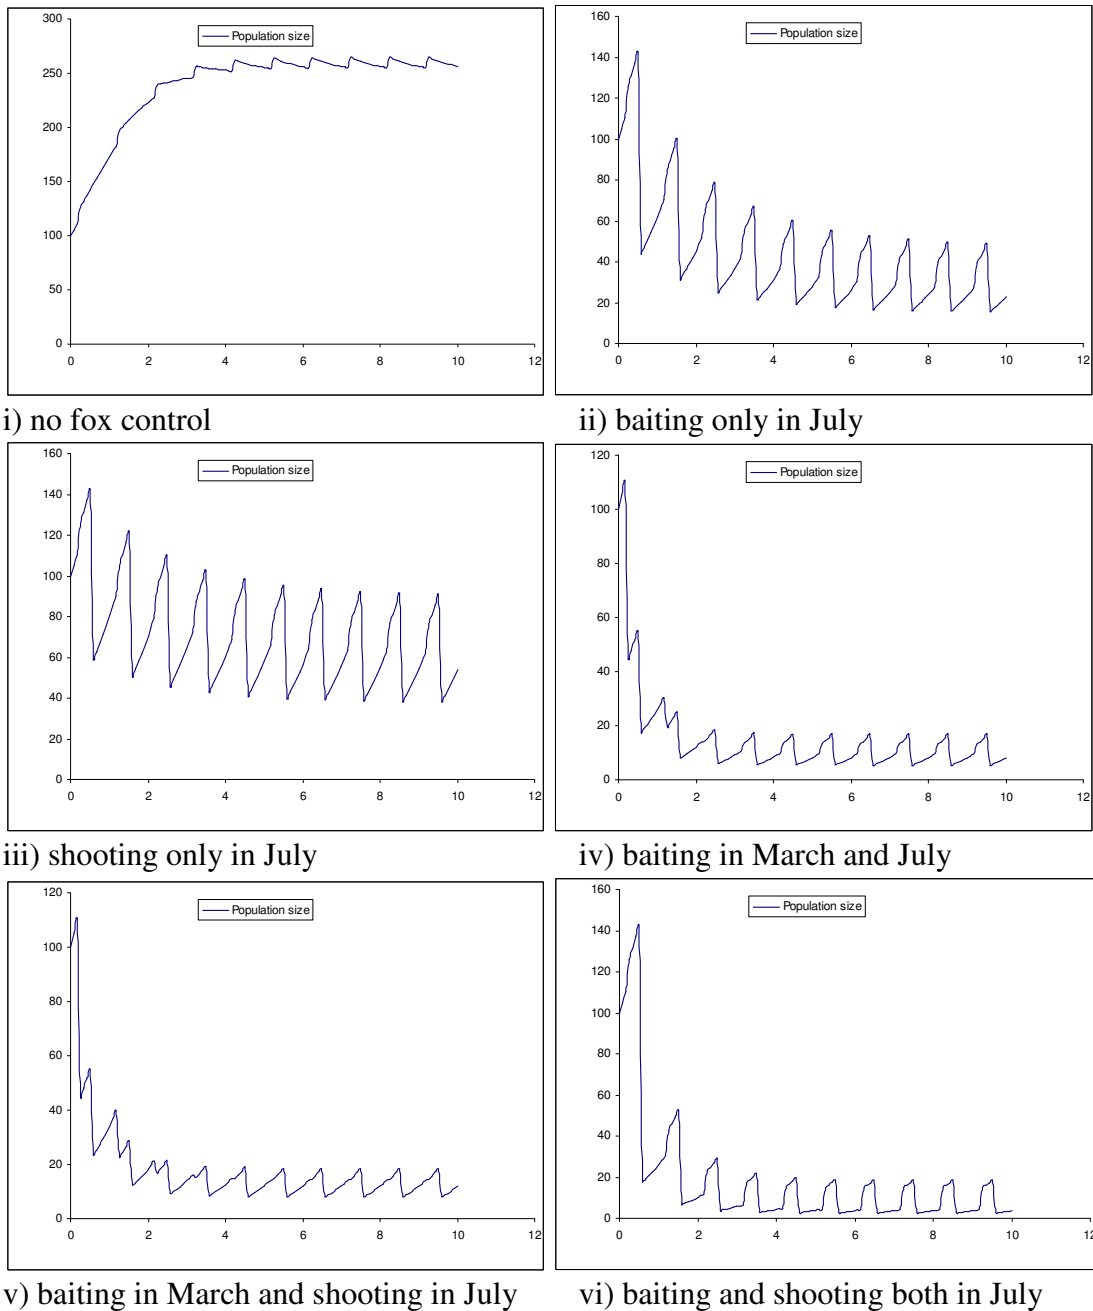 Population size
300
250
200
150
100
50
0
0 2 4 6 8 10 12
i) no fox control
Population size
160
140
120
100
80
60
40
20
0
0 2 4 6 8 10 12
ii) baiting only in July
Population size
160
140
120
100
80
60
40
20
0
0 2 4 6 8 10 12
iii) shooting only in July
Population size
120
100
80
60
40
20
0
0 2 4 6 8 10 12
iv) baiting in March and July
Population size
120
100
80
60
40
20
0
0 2 4 6 8 10 12
v) baiting in March and shooting in July
Population size
160
140
120
100
80
60
40
20
0
0 2 4 6 8 10 12
vi) baiting and shooting both in July